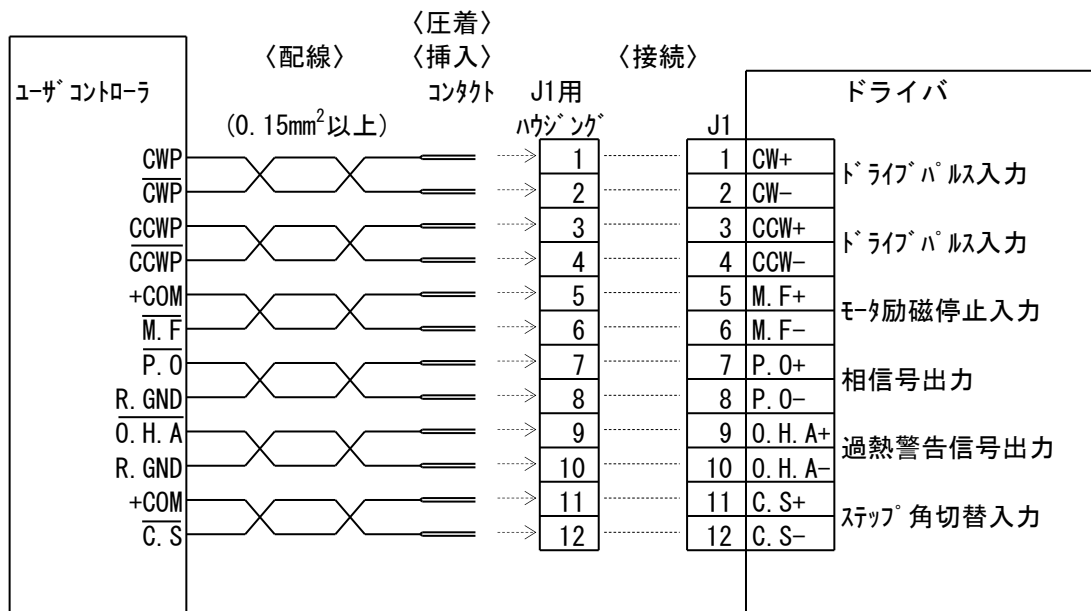 〈圧着〉
〈配線〉 〈挿入〉 〈接続〉
ﾕｰｻﾞｺﾝﾄﾛｰﾗ ｺﾝﾀｸﾄ J1用 ドライバ
(0.15mm²以上) ﾊｳｼﾞﾝｸﾞ J1
CWP 1 1 CW+
ﾄﾞﾗｲﾌﾞﾊﾟﾙｽ入力
C̅W̅P̅ 2 2 CW-
CCWP 3 3 CCW+
ﾄﾞﾗｲﾌﾞﾊﾟﾙｽ入力
C̅C̅W̅P̅ 4 4 CCW-
+COM 5 5 M.F+
ﾓｰﾀ励磁停止入力
M̅.̅F̅ 6 6 M.F-
P̅.̅O̅ 7 7 P.O+
相信号出力
R.GND 8 8 P.O-
O̅.̅H̅.̅A̅ 9 9 O.H.A+
過熱警告信号出力
R.GND 10 10 O.H.A-
+COM 11 11 C.S+
ｽﾃｯﾌﾟ角切替入力
C̅.̅S̅ 12 12 C.S-